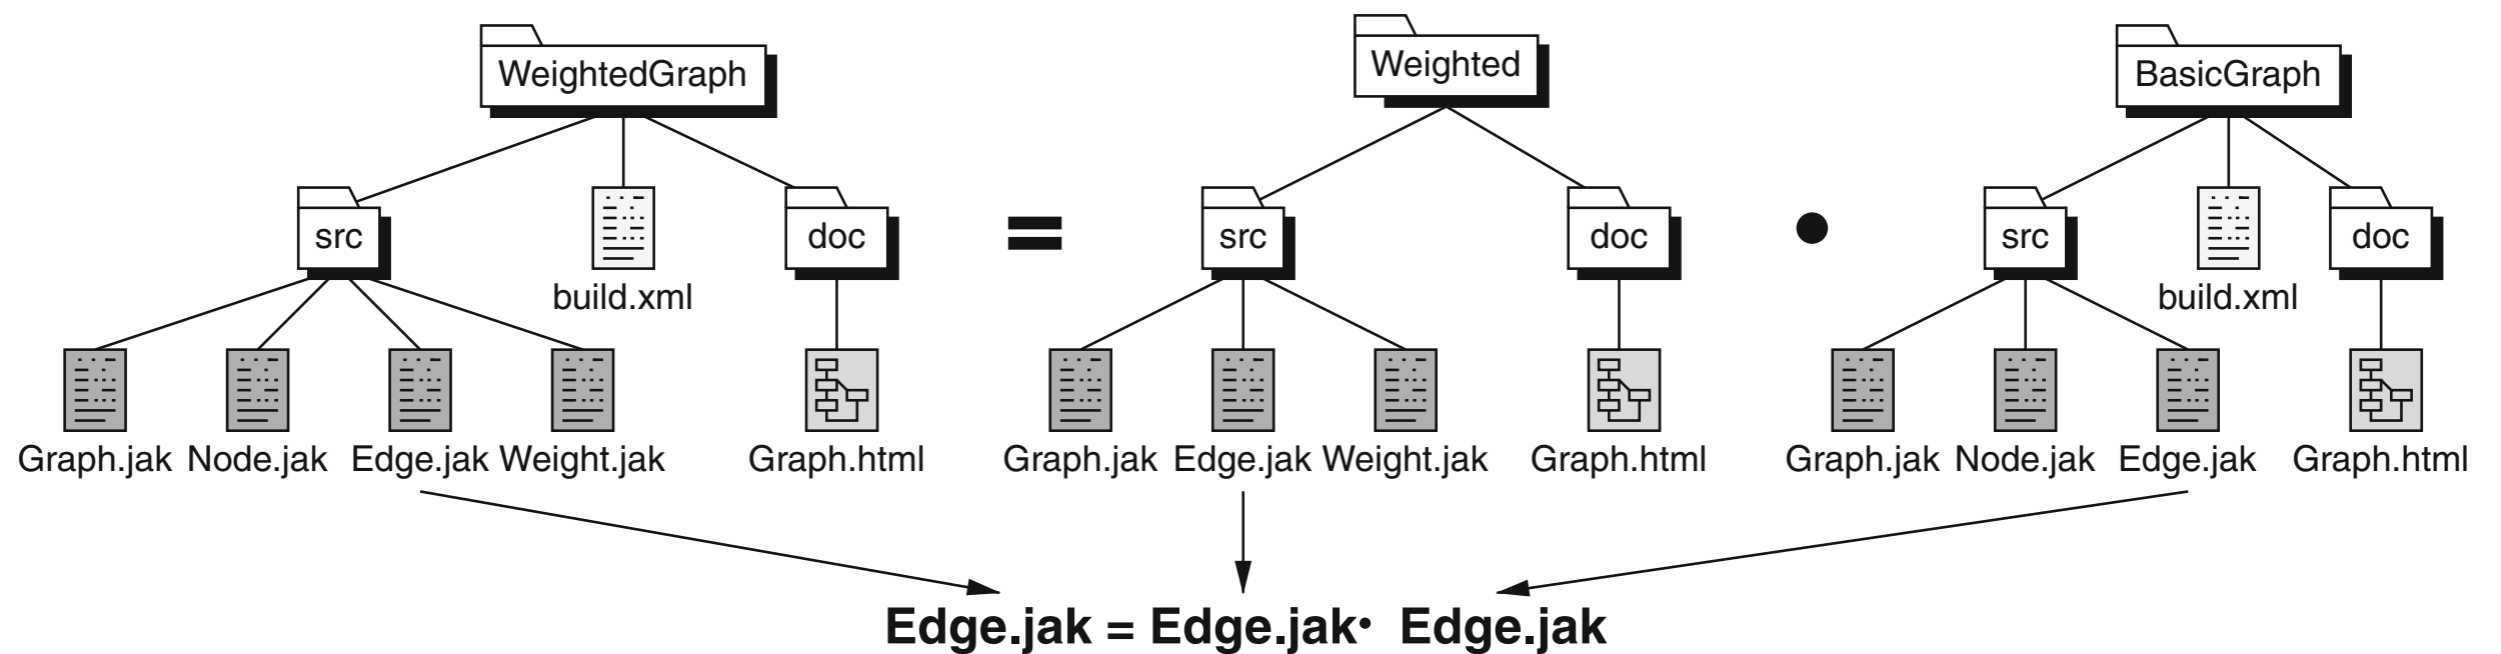 WeightedGraph Weighted BasicGraph
src doc = src doc • src doc
build.xml build.xml
Graph.jak Node.jak Edge.jak Weight.jak Graph.html Graph.jak Edge.jak Weight.jak Graph.html Graph.jak Node.jak Edge.jak Graph.html
Edge.jak = Edge.jak • Edge.jak